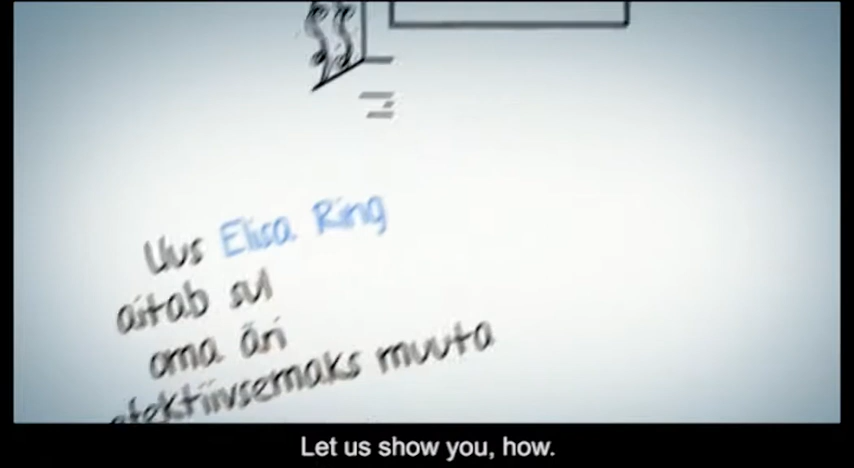 Uus Elisa Ring
aitab sul
oma äri
efektiivsemaks muuta
Let us show you, how.